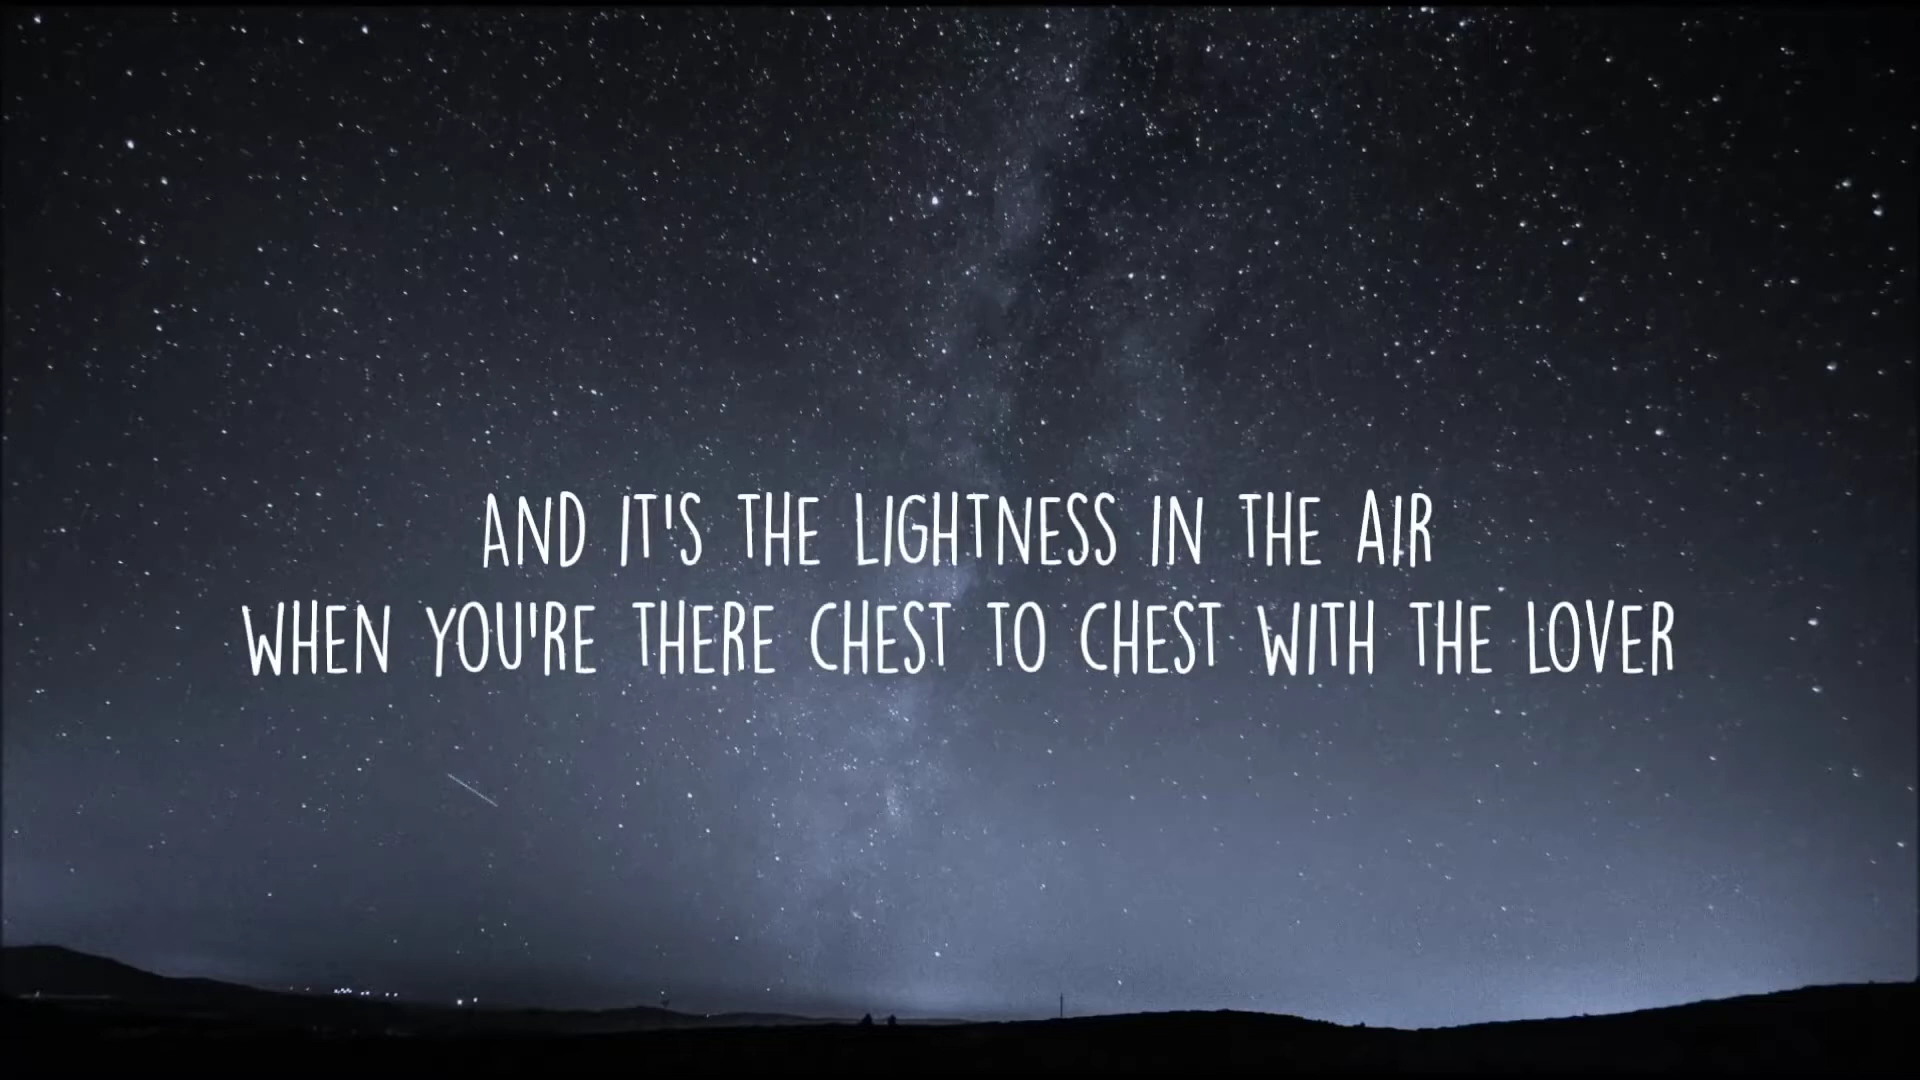 AND IT'S THE LIGHTNESS IN THE AIR
WHEN YOU'RE THERE CHEST TO CHEST WITH THE LOVER